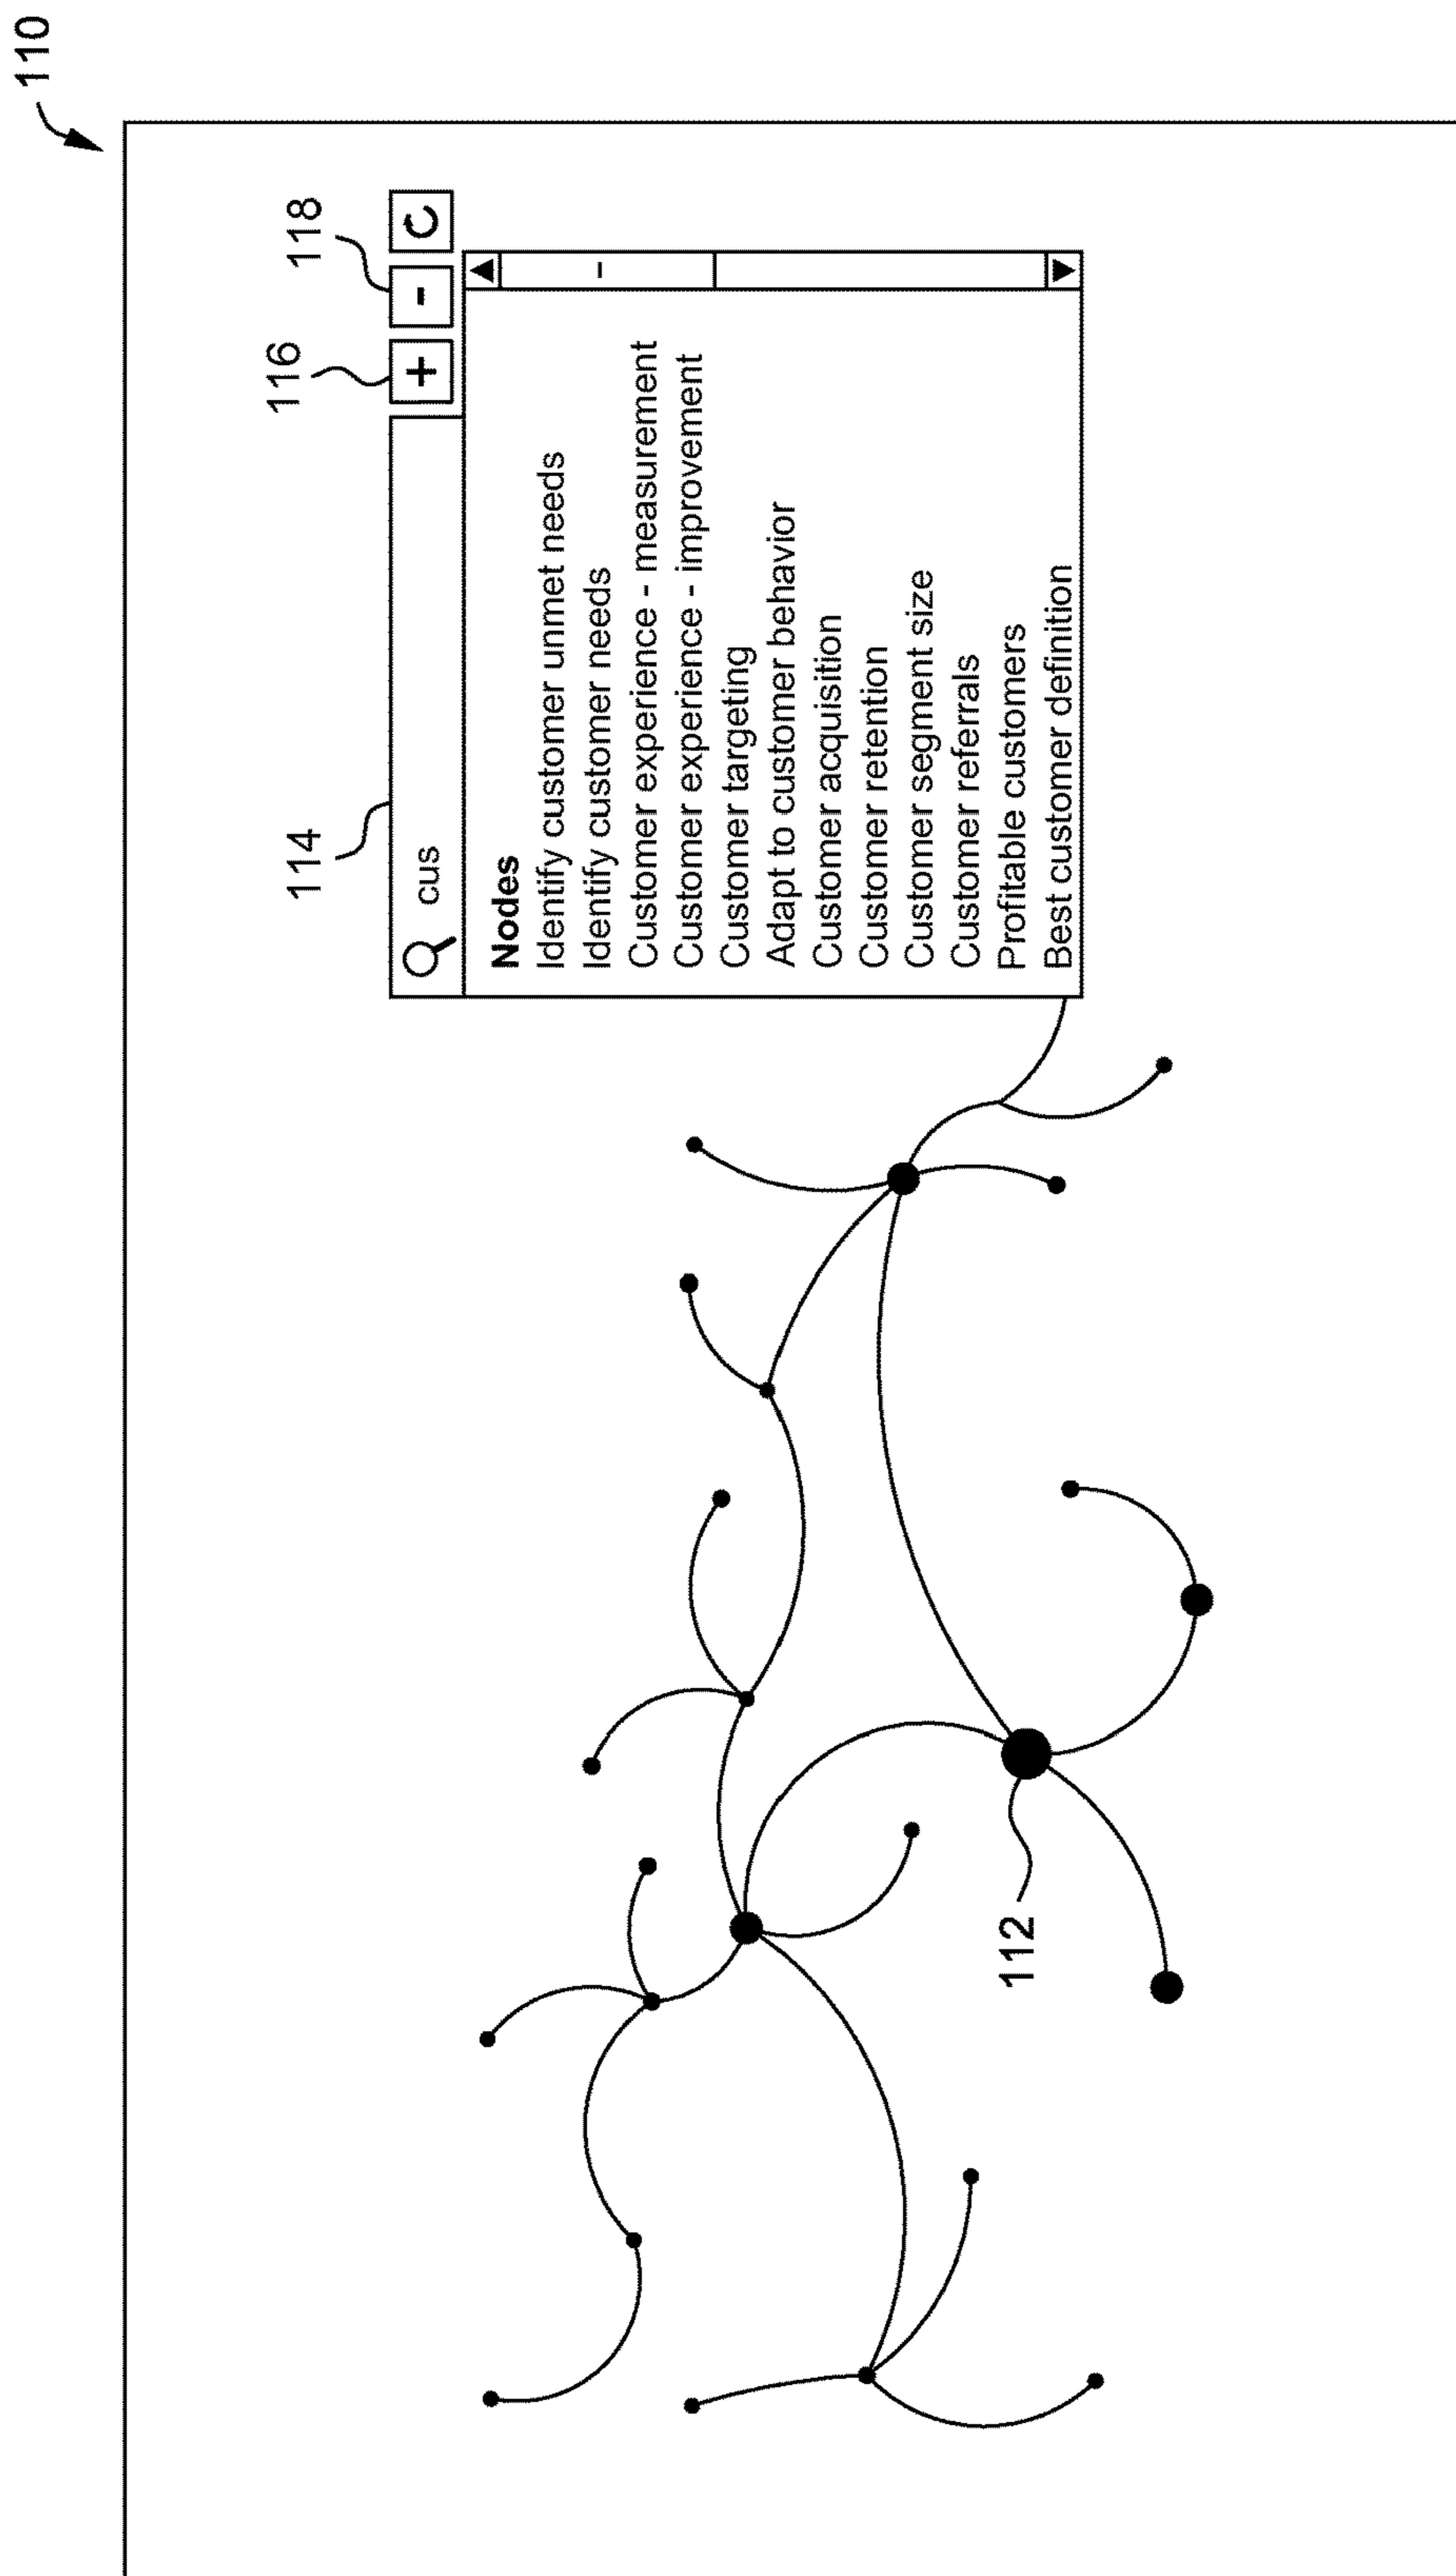 110
114
116
118
cus
+
-
Nodes
Identify customer unmet needs
Identify customer needs
Customer experience - measurement
Customer experience - improvement
Customer targeting
Adapt to customer behavior
Customer acquisition
Customer retention
Customer segment size
Customer referrals
Profitable customers
Best customer definition
112